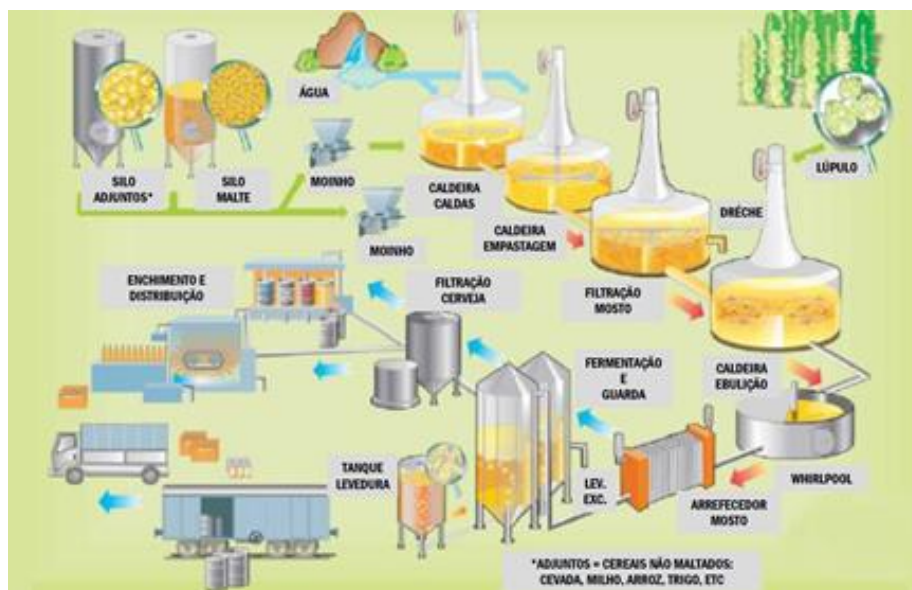 ÁGUA
SILO
ADJUNTOS*
SILO
MALTE
MOINHO
MOINHO
CALDEIRA
CALDAS
CALDEIRA
EMPASTAGEM
DRÊCHE
LÚPULO
FILTRAÇÃO
MOSTO
CALDEIRA
EBULIÇÃO
WHIRLPOOL
ARREFECEDOR
MOSTO
LEV.
EXC.
FERMENTAÇÃO
E
GUARDA
TANQUE
LEVEDURA
FILTRAÇÃO
CERVEJA
ENCHIMENTO E
DISTRIBUIÇÃO
*ADJUNTOS = CEREAIS NÃO MALTADOS:
CEVADA, MILHO, ARROZ, TRIGO, ETC